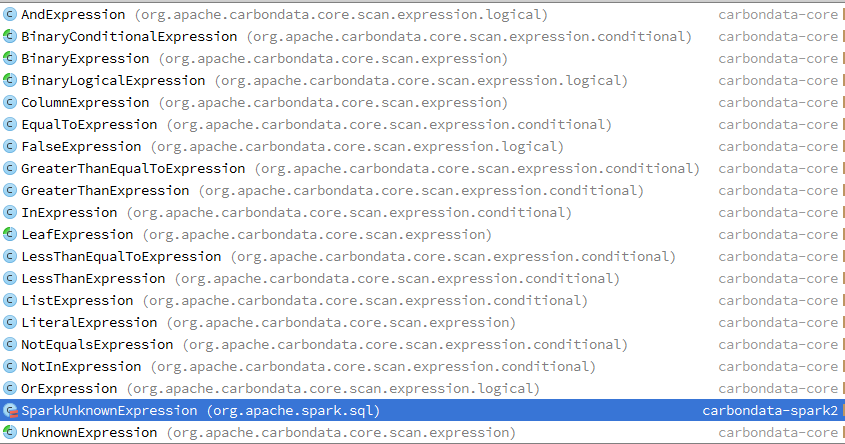 AndExpression (org.apache.carbondata.core.scan.expression.logical) carbondata-core
BinaryConditionalExpression (org.apache.carbondata.core.scan.expression.conditional) carbondata-core
BinaryExpression (org.apache.carbondata.core.scan.expression) carbondata-core
BinaryLogicalExpression (org.apache.carbondata.core.scan.expression.logical) carbondata-core
ColumnExpression (org.apache.carbondata.core.scan.expression) carbondata-core
EqualToExpression (org.apache.carbondata.core.scan.expression.conditional) carbondata-core
FalseExpression (org.apache.carbondata.core.scan.expression.logical) carbondata-core
GreaterThanEqualToExpression (org.apache.carbondata.core.scan.expression.conditional) carbondata-core
GreaterThanExpression (org.apache.carbondata.core.scan.expression.conditional) carbondata-core
InExpression (org.apache.carbondata.core.scan.expression.conditional) carbondata-core
LeafExpression (org.apache.carbondata.core.scan.expression) carbondata-core
LessThanEqualToExpression (org.apache.carbondata.core.scan.expression.conditional) carbondata-core
LessThanExpression (org.apache.carbondata.core.scan.expression.conditional) carbondata-core
ListExpression (org.apache.carbondata.core.scan.expression.conditional) carbondata-core
LiteralExpression (org.apache.carbondata.core.scan.expression) carbondata-core
NotEqualsExpression (org.apache.carbondata.core.scan.expression.conditional) carbondata-core
NotInExpression (org.apache.carbondata.core.scan.expression.conditional) carbondata-core
OrExpression (org.apache.carbondata.core.scan.expression.logical) carbondata-core
SparkUnknownExpression (org.apache.spark.sql) carbondata-spark2
UnknownExpression (org.apache.carbondata.core.scan.expression) carbondata-core